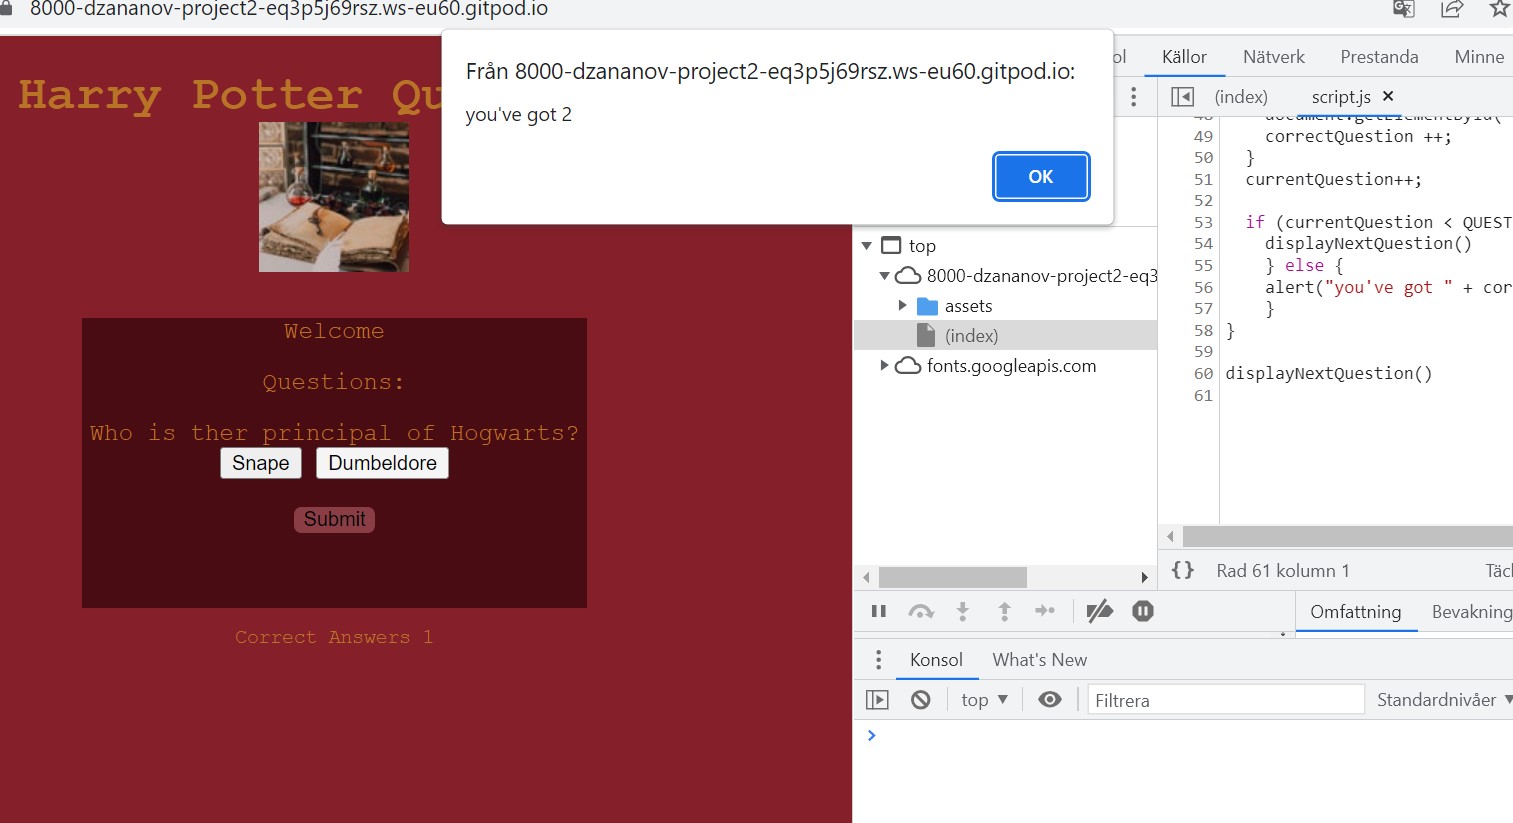 8000-dzananov-project2-eq3p5j69rsz.ws-eu60.gitpod.io
Harry Potter Qu
Från 8000-dzananov-project2-eq3p5j69rsz.ws-eu60.gitpod.io:
you've got 2
OK
Welcome
Questions:
Who is ther principal of Hogwarts?
Snape Dumbeldore
Submit
Correct Answers 1
ol Källor Nätverk Prestanda Minne
(index) script.js ×
top
8000-dzananov-project2-eq3
assets
(index)
fonts.googleapis.com
48 document.getElementById(
49 correctQuestion ++;
50 }
51 currentQuestion++;
52
53 if (currentQuestion < QUEST
54 displayNextQuestion()
55 } else {
56 alert("you've got " + cor
57 }
58 }
59
60 displayNextQuestion()
61
{} Rad 61 kolumn 1 Täc
Omfattning Bevakning
Konsol What's New
top Filtrera Standardnivåer